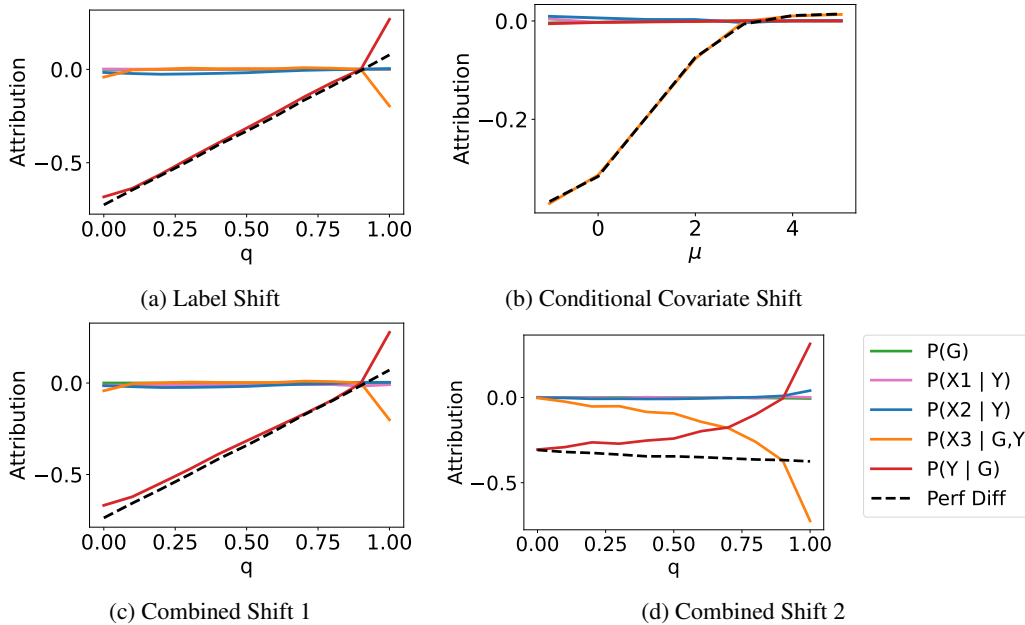 0.0
−0.5
Attribution
0.00 0.25 0.50 0.75 1.00
q
(a) Label Shift
0.0
−0.2
Attribution
0 2 4
μ
(b) Conditional Covariate Shift
0.0
−0.5
Attribution
0.00 0.25 0.50 0.75 1.00
q
(c) Combined Shift 1
0.0
−0.5
Attribution
0.00 0.25 0.50 0.75 1.00
q
(d) Combined Shift 2
P(G)
P(X1 | Y)
P(X2 | Y)
P(X3 | G,Y
P(Y | G)
Perf Diff